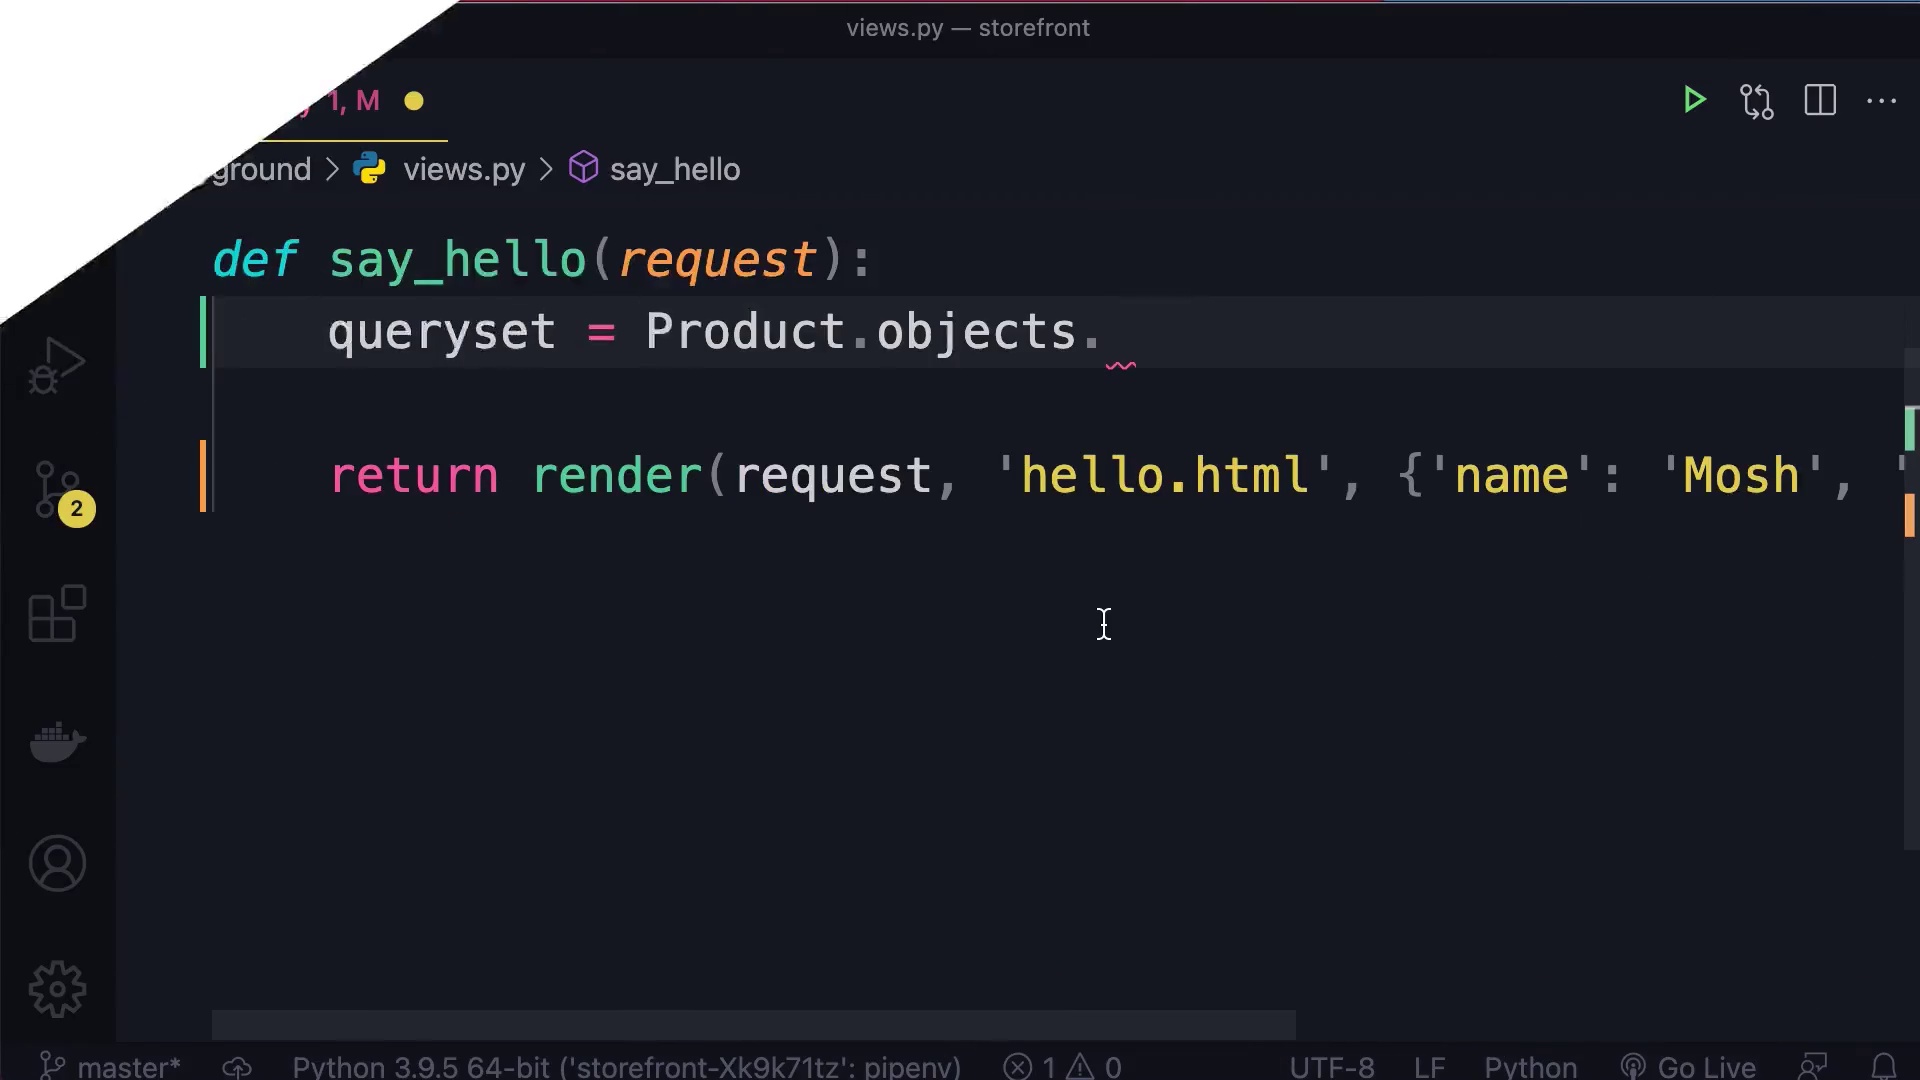 views.py — storefront
1, M
ground > views.py > say_hello
def say_hello(request):
queryset = Product.objects.
return render(request, 'hello.html', {'name': 'Mosh', '
2
master* Python 3.9.5 64-bit ('storefront-Xk9k71tz': pipenv) 1 0 UTF-8 LF Python Go Live